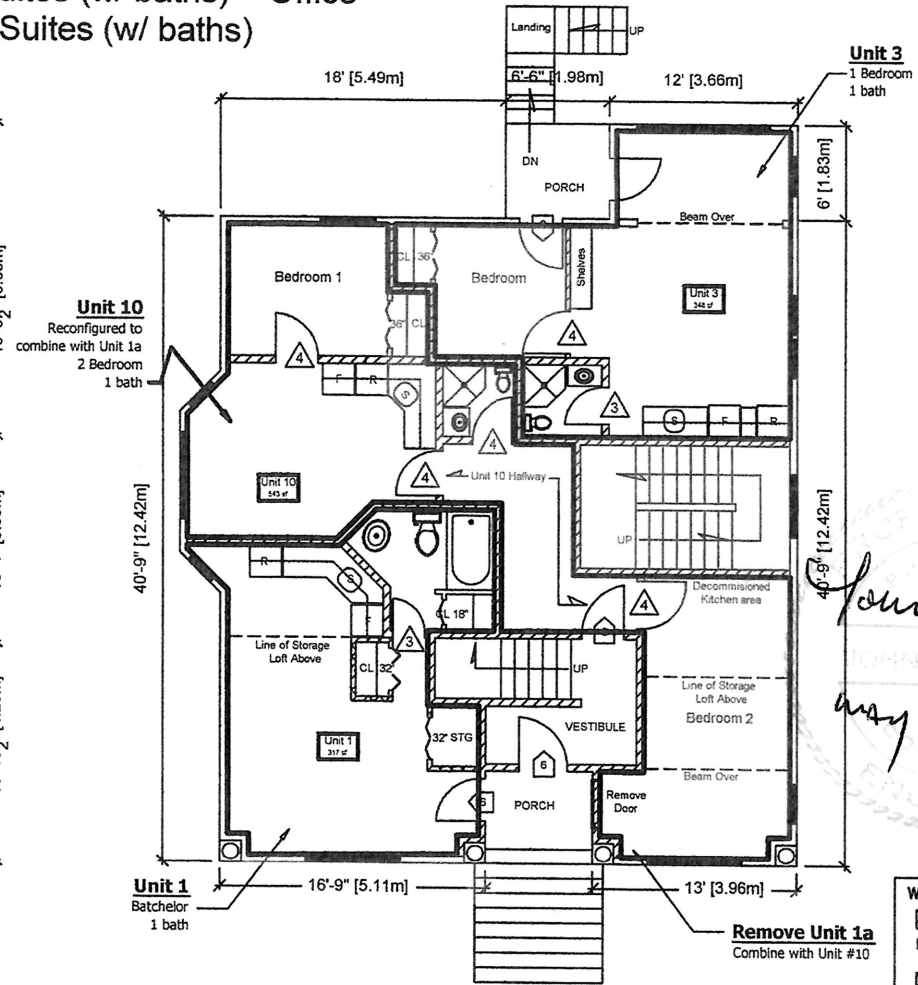 Suites (w/ baths)
Landing
UP
18' [5.49m]
6'-6" [1.98m]
12' [3.66m]
Unit 3
1 Bedroom
1 bath
DN
PORCH
6' [1.83m]
Beam Over
CL 36"
Bedroom 1
Bedroom
Shelves
Unit 3
348 sf
Unit 10
Reconfigured to
combine with Unit 1a
2 Bedroom
1 bath
36" CL
4
4
F R
S
3
S F R
4
4
Unit 10 Hallway
Unit 10
543 sf
40'-9" [12.42m]
UP
40'-9" [12.42m]
Decommisioned
Kitchen area
R
S
F
CL 18"
4
3
Line of Storage
Loft Above
CL 32"
UP
Line of Storage
Loft Above
Bedroom 2
VESTIBULE
32" STG
Unit 1
317 sf
6
Beam Over
6
PORCH
Remove
Door
may
Unit 1
Batchelor
1 bath
16'-9" [5.11m]
13' [3.96m]
Remove Unit 1a
Combine with Unit #10